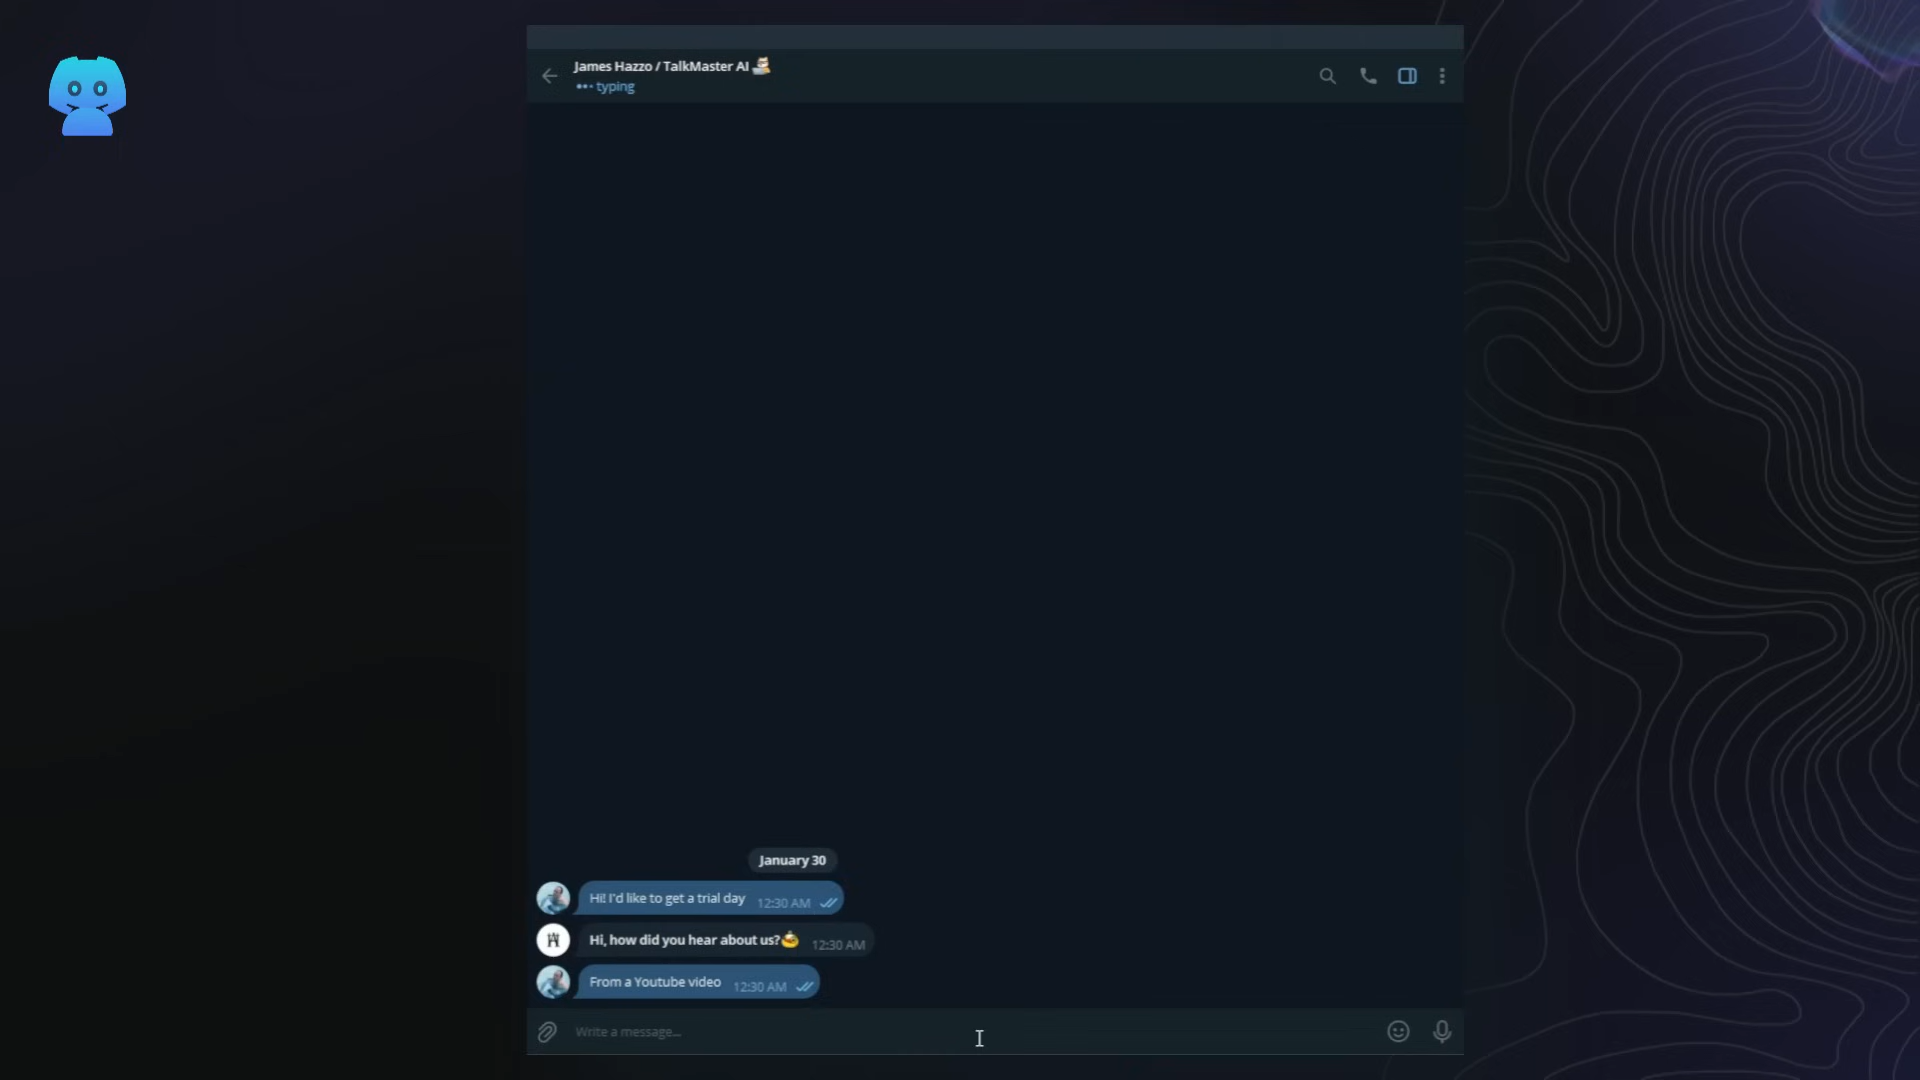 James Hazzo / TalkMaster AI
typing
January 30
Hi! I'd like to get a trial day 12:30 AM
Hi, how did you hear about us? 12:30 AM
From a Youtube video 12:30 AM
Write a message...